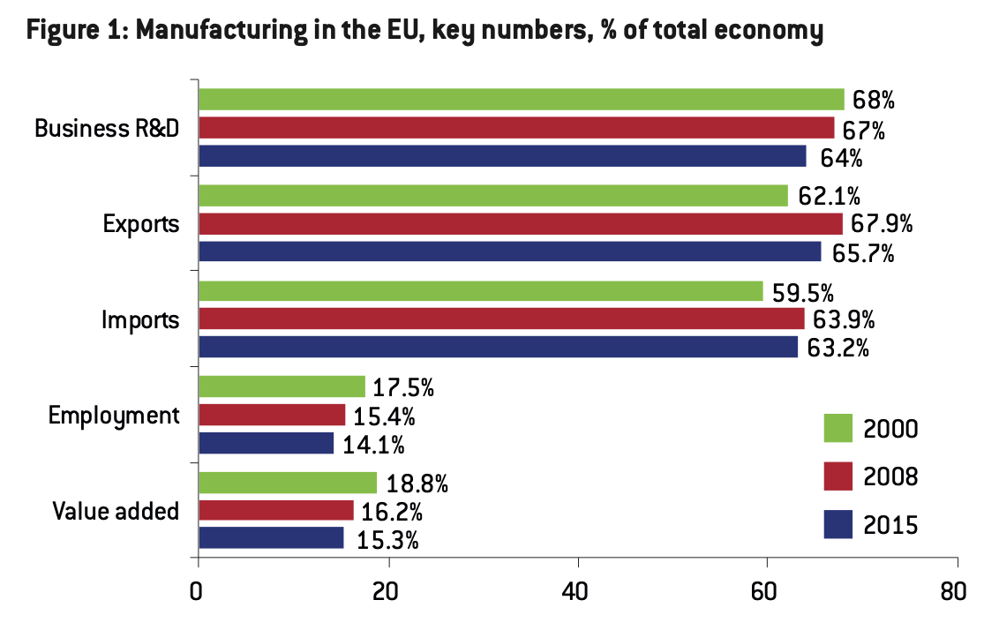 Figure 1: Manufacturing in the EU, key numbers, % of total economy
Business R&D
68%
67%
64%
Exports
62.1%
67.9%
65.7%
Imports
59.5%
63.9%
63.2%
Employment
17.5%
15.4%
14.1%
Value added
18.8%
16.2%
15.3%
2000
2008
2015
0 20 40 60 80